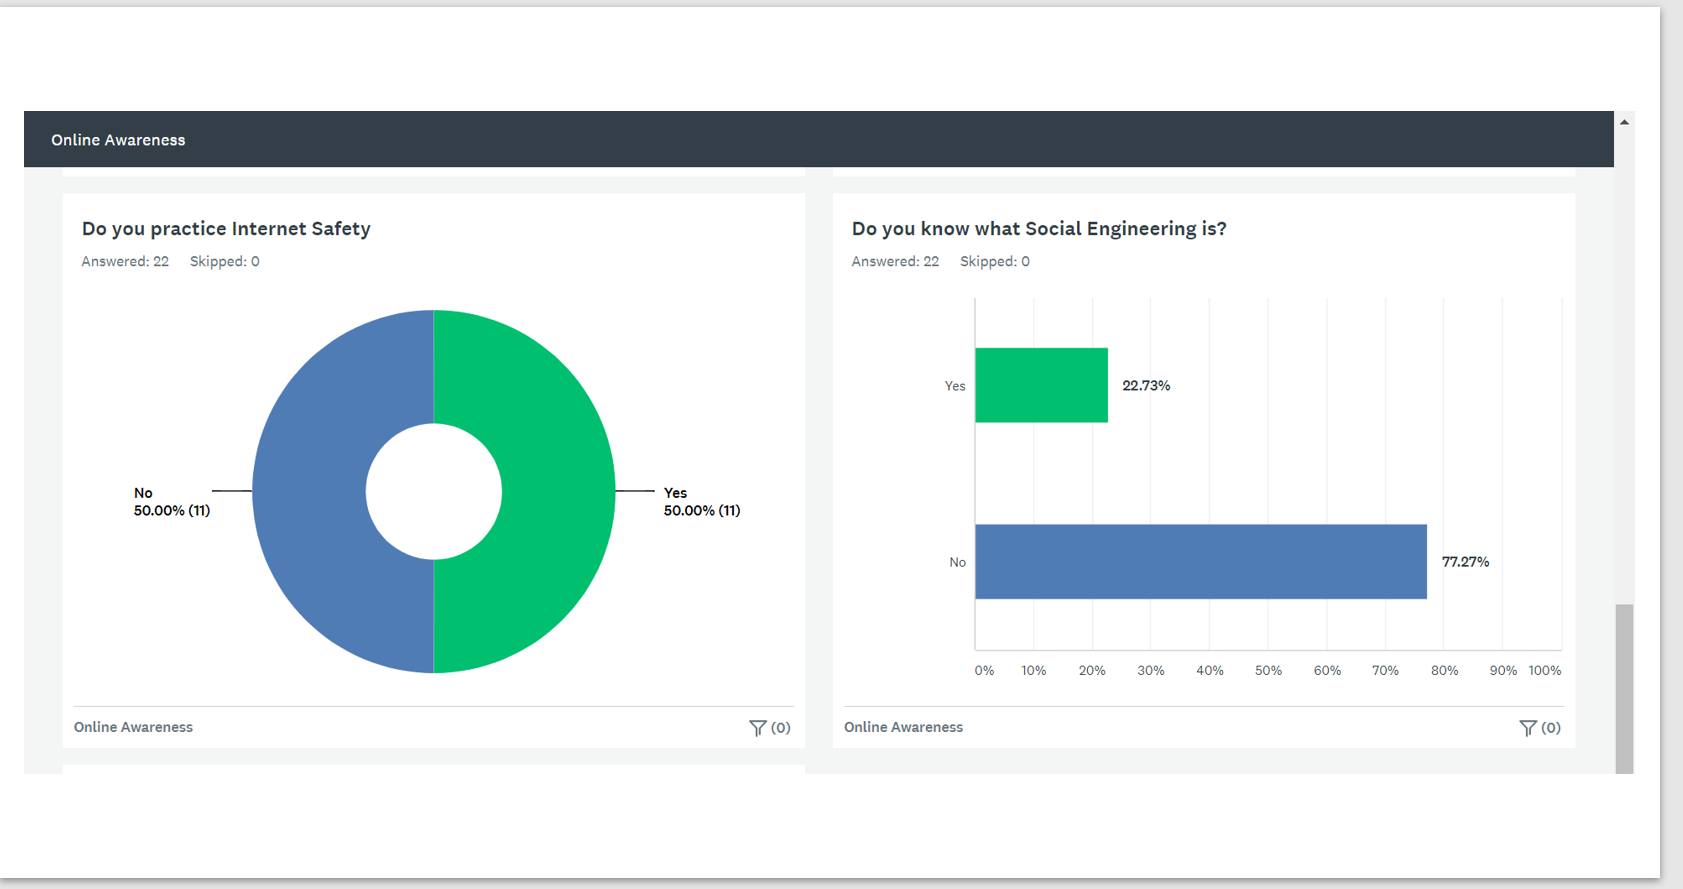 Online Awareness
Do you practice Internet Safety
Answered: 22 Skipped: 0
No
50.00% (11)
Yes
50.00% (11)
Online Awareness
(0)
Do you know what Social Engineering is?
Answered: 22 Skipped: 0
Yes
22.73%
No
77.27%
0% 10% 20% 30% 40% 50% 60% 70% 80% 90% 100%
Online Awareness
(0)